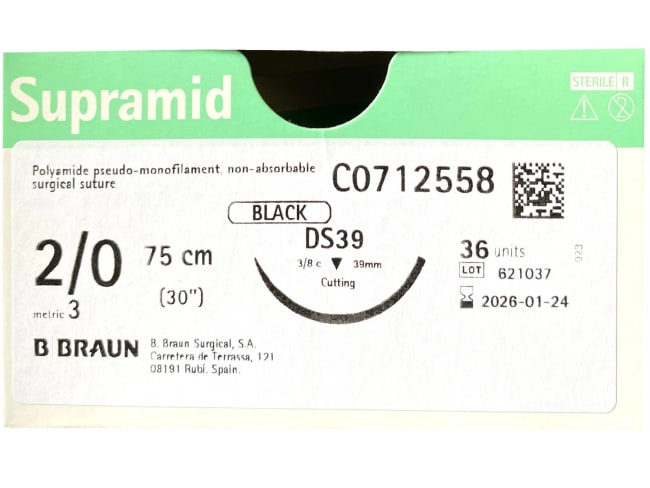 Supramid
STERILE R
Polyamide pseudo-monofilament, non-absorbable
surgical suture
C0712558
BLACK
DS39
3/8 c 39mm
Cutting
2/0 75 cm
(30")
metric 3
36 units
LOT 621037
2026-01-24
023
B BRAUN
B. Braun Surgical, S.A.
Carretera de Terrassa, 121
08191 Rubí. Spain.